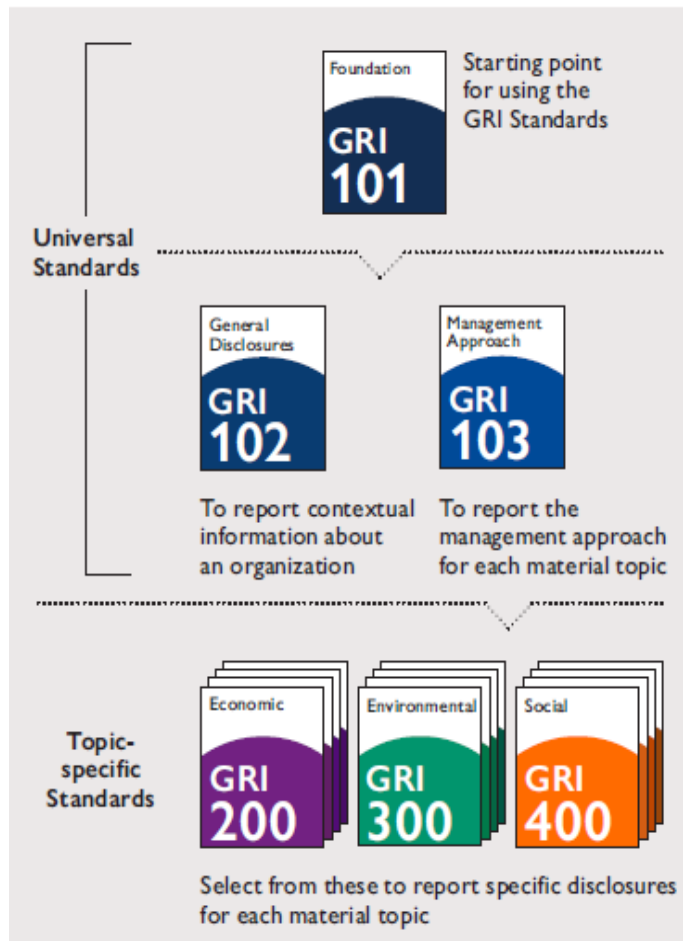 Foundation
GRI
101
Starting point
for using the
GRI Standards
Universal
Standards
General
Disclosures
GRI
102
Management
Approach
GRI
103
To report contextual
information about
an organization
To report the
management approach
for each material topic
Topic-
specific
Standards
Economic
GRI
200
Environmental
GRI
300
Social
GRI
400
Select from these to report specific disclosures
for each material topic